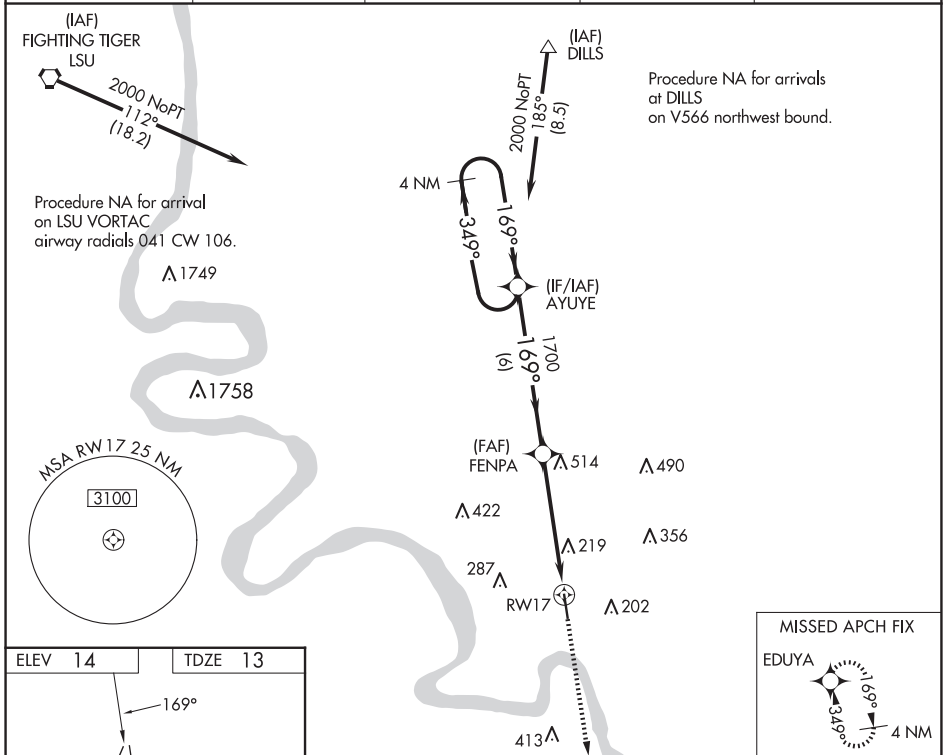 (IAF)
FIGHTING TIGER
LSU
2000 NoPT
112°
(18.2)
(IAF)
DILLS
2000 NoPT
185°
(8.5)
Procedure NA for arrivals
at DILLS
on V566 northwest bound.
4 NM
349°
169°
Procedure NA for arrival
on LSU VORTAC
airway radials 041 CW 106.
1749
(IF/IAF)
AYUYE
1700
169°
(6)
1758
(FAF)
FENPA
514
490
MSA RW17 25 NM
3100
422
219
356
287
RW17
202
MISSED APCH FIX
EDUYA
169°
349°
4 NM
ELEV 14
TDZE 13
169°
413